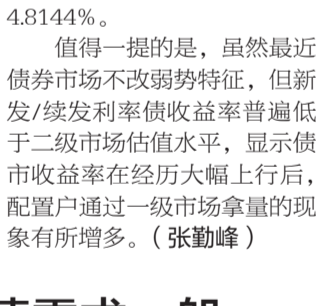 4.8144%。
值得一提的是，虽然最近
债券市场不改弱势特征，但新
发/续发利率债收益率普遍低
于二级市场估值水平，显示债
市收益率在经历大幅上行后，
配置户通过一级市场拿量的现
象有所增多。（张勤峰）